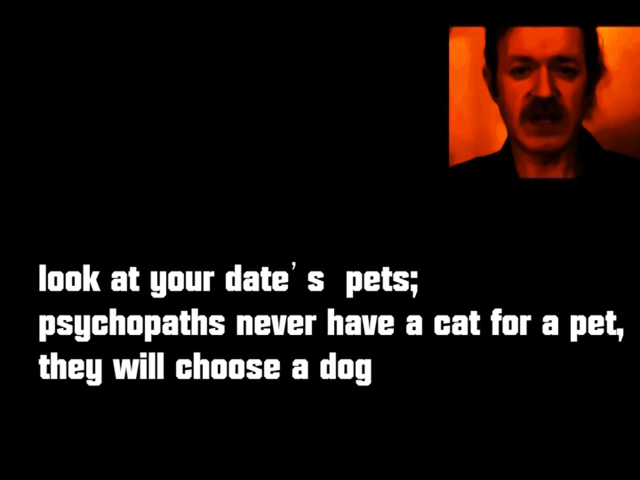 look at your date’s pets;
psychopaths never have a cat for a pet,
they will choose a dog